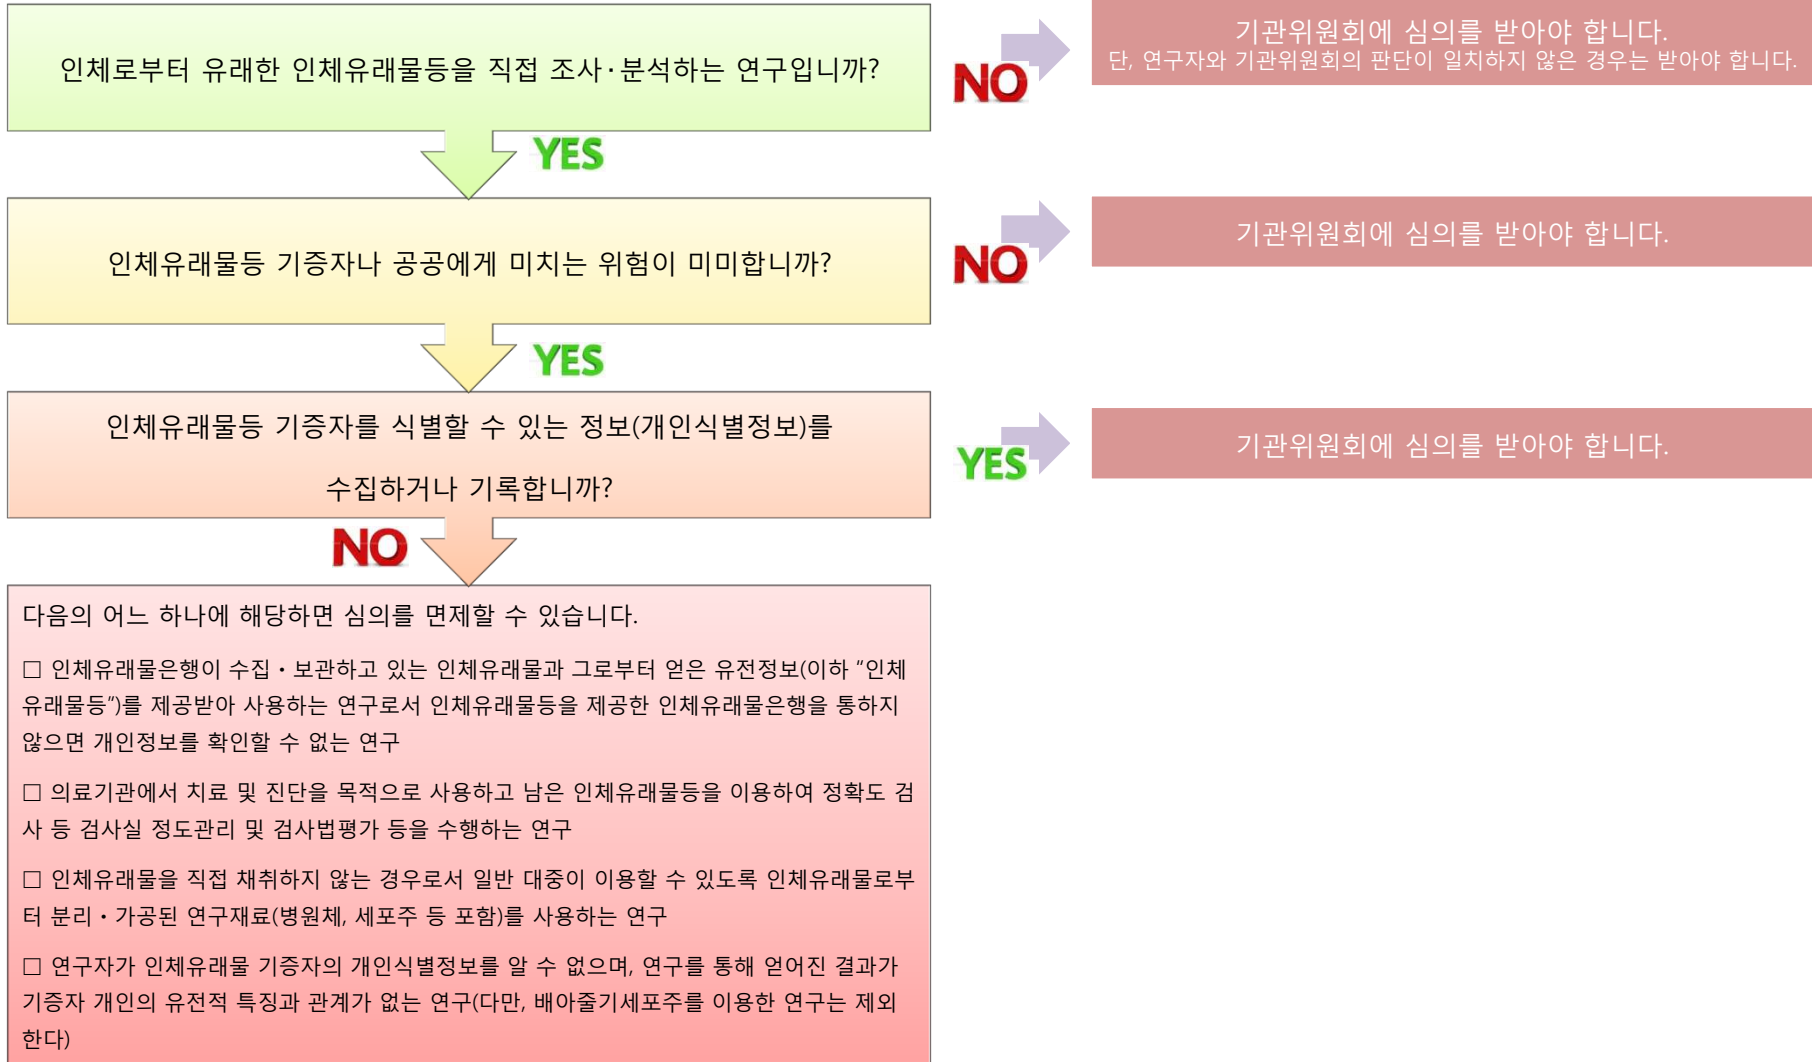 인체로부터 유래한 인체유래물등을 직접 조사·분석하는 연구입니까?
NO
기관위원회에 심의를 받아야 합니다.
단, 연구자와 기관위원회의 판단이 일치하지 않은 경우는 받아야 합니다.
YES
인체유래물등 기증자나 공공에게 미치는 위험이 미미합니까?
NO
기관위원회에 심의를 받아야 합니다.
YES
인체유래물등 기증자를 식별할 수 있는 정보(개인식별정보)를
수집하거나 기록합니까?
YES
기관위원회에 심의를 받아야 합니다.
NO
다음의 어느 하나에 해당하면 심의를 면제할 수 있습니다.
□ 인체유래물은행이 수집・보관하고 있는 인체유래물과 그로부터 얻은 유전정보(이하 "인체
유래물등")를 제공받아 사용하는 연구로서 인체유래물등을 제공한 인체유래물은행을 통하지
않으면 개인정보를 확인할 수 없는 연구
□ 의료기관에서 치료 및 진단을 목적으로 사용하고 남은 인체유래물등을 이용하여 정확도 검
사 등 검사실 정도관리 및 검사법평가 등을 수행하는 연구
□ 인체유래물을 직접 채취하지 않는 경우로서 일반 대중이 이용할 수 있도록 인체유래물로부
터 분리・가공된 연구재료(병원체, 세포주 등 포함)를 사용하는 연구
□ 연구자가 인체유래물 기증자의 개인식별정보를 알 수 없으며, 연구를 통해 얻어진 결과가
기증자 개인의 유전적 특징과 관계가 없는 연구(다만, 배아줄기세포주를 이용한 연구는 제외
한다)